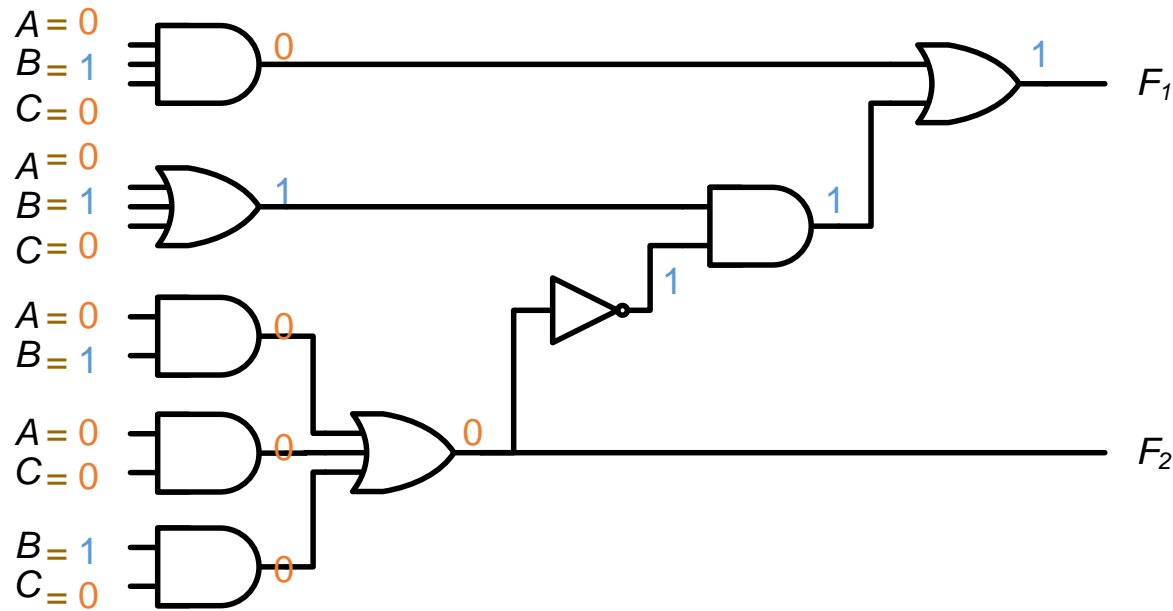 A = 0
0
1
B = 1
F₁
C = 0
A = 0
B = 1
1
1
C = 0
1
A = 0
0
B = 1
A = 0
0
0
F₂
C = 0
B = 1
0
C = 0